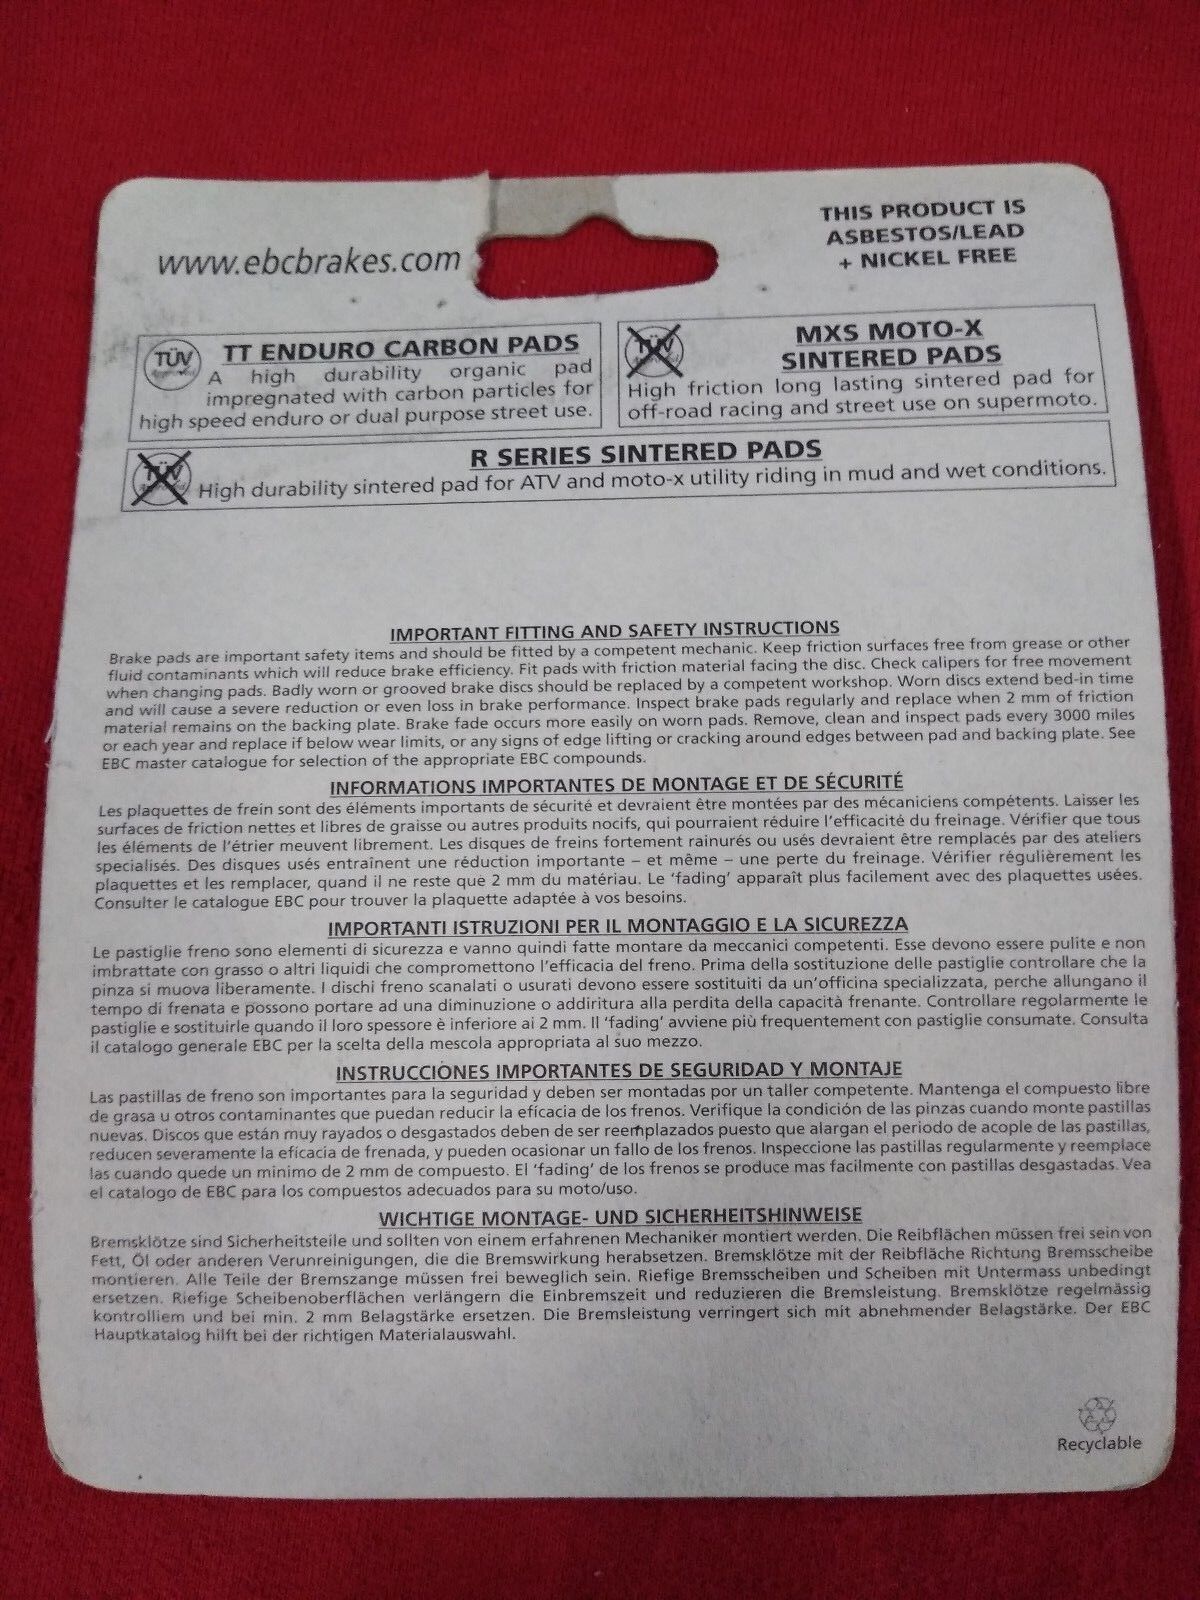 www.ebcbrakes.com
THIS PRODUCT IS
ASBESTOS/LEAD
+ NICKEL FREE
TÜV
TT ENDURO CARBON PADS
A high durability organic pad
impregnated with carbon particles for
high speed enduro or dual purpose street use.
TÜV
MXS MOTO-X
SINTERED PADS
High friction long lasting sintered pad for
off-road racing and street use on supermoto.
TÜV
R SERIES SINTERED PADS
High durability sintered pad for ATV and moto-x utility riding in mud and wet conditions.
IMPORTANT FITTING AND SAFETY INSTRUCTIONS
Brake pads are important safety items and should be fitted by a competent mechanic. Keep friction surfaces free from grease or other
fluid contaminants which will reduce brake efficiency. Fit pads with friction material facing the disc. Check calipers for free movement
when changing pads. Badly worn or grooved brake discs should be replaced by a competent workshop. Worn discs extend bed-in time
and will cause a severe reduction or even loss in brake performance. Inspect brake pads regularly and replace when 2 mm of friction
material remains on the backing plate. Brake fade occurs more easily on worn pads. Remove, clean and inspect pads every 3000 miles
or each year and replace if below wear limits, or any signs of edge lifting or cracking around edges between pad and backing plate. See
EBC master catalogue for selection of the appropriate EBC compounds.
INFORMATIONS IMPORTANTES DE MONTAGE ET DE SÉCURITÉ
Les plaquettes de frein sont des éléments importants de sécurité et devraient être montées par des mécaniciens compétents. Laisser les
surfaces de friction nettes et libres de graisse ou autres produits nocifs, qui pourraient réduire l'efficacité du freinage. Vérifier que tous
les éléments de l'étrier meuvent librement. Les disques de freins fortement rainurés ou usés devraient être remplacés par des ateliers
specialisés. Des disques usés entraînent une réduction importante – et même – une perte du freinage. Vérifier régulièrement les
plaquettes et les remplacer, quand il ne reste que 2 mm du matériau. Le 'fading' apparaît plus facilement avec des plaquettes usées.
Consulter le catalogue EBC pour trouver la plaquette adaptée à vos besoins.
IMPORTANTI ISTRUZIONI PER IL MONTAGGIO E LA SICUREZZA
Le pastiglie freno sono elementi di sicurezza e vanno quindi fatte montare da meccanici competenti. Esse devono essere pulite e non
imbrattate con grasso o altri liquidi che compromettono l'efficacia del freno. Prima della sostituzione delle pastiglie controllare che la
pinza si muova liberamente. I dischi freno scanalati o usurati devono essere sostituiti da un'officina specializzata, perche allungano il
tempo di frenata e possono portare ad una diminuzione o addiritura alla perdita della capacità frenante. Controllare regolarmente le
pastiglie e sostituirle quando il loro spessore è inferiore ai 2 mm. Il 'fading' avviene più frequentemente con pastiglie consumate. Consulta
il catalogo generale EBC per la scelta della mescola appropriata al suo mezzo.
INSTRUCCIÓNES IMPORTANTES DE SEGURIDAD Y MONTAJE
Las pastillas de freno son importantes para la seguridad y deben ser montadas por un taller competente. Mantenga el compuesto libre
de grasa u otros contaminantes que puedan reducir la eficacia de los frenos. Verifique la condición de las pinzas cuando monte pastillas
nuevas. Discos que están muy rayados o desgastados deben de ser reemplazados puesto que alargan el periodo de acople de las pastillas,
reducen severamente la eficacia de frenada, y pueden ocasionar un fallo de los frenos. Inspeccione las pastillas regularmente y reemplace
las cuando quede un minimo de 2 mm de compuesto. El 'fading' de los frenos se produce mas facilmente con pastillas desgastadas. Vea
el catalogo de EBC para los compuestos adecuados para su moto/uso.
WICHTIGE MONTAGE- UND SICHERHEITSHINWEISE
Bremsklötze sind Sicherheitsteile und sollten von einem erfahrenen Mechaniker montiert werden. Die Reibflächen müssen frei sein von
Fett, Öl oder anderen Verunreinigungen, die die Bremswirkung herabsetzen. Bremsklötze mit der Reibfläche Richtung Bremsscheibe
montieren. Alle Teile der Bremszange müssen frei beweglich sein. Riefige Bremsscheiben und Scheiben mit Untermass unbedingt
ersetzen. Riefige Scheibenoberflächen verlängern die Einbremszeit und reduzieren die Bremsleistung. Bremsklötze regelmässig
kontrolliem und bei min. 2 mm Belagstärke ersetzen. Die Bremsleistung verringert sich mit abnehmender Belagstärke. Der EBC
Hauptkatalog hilft bei der richtigen Materialauswahl.
Recyclable